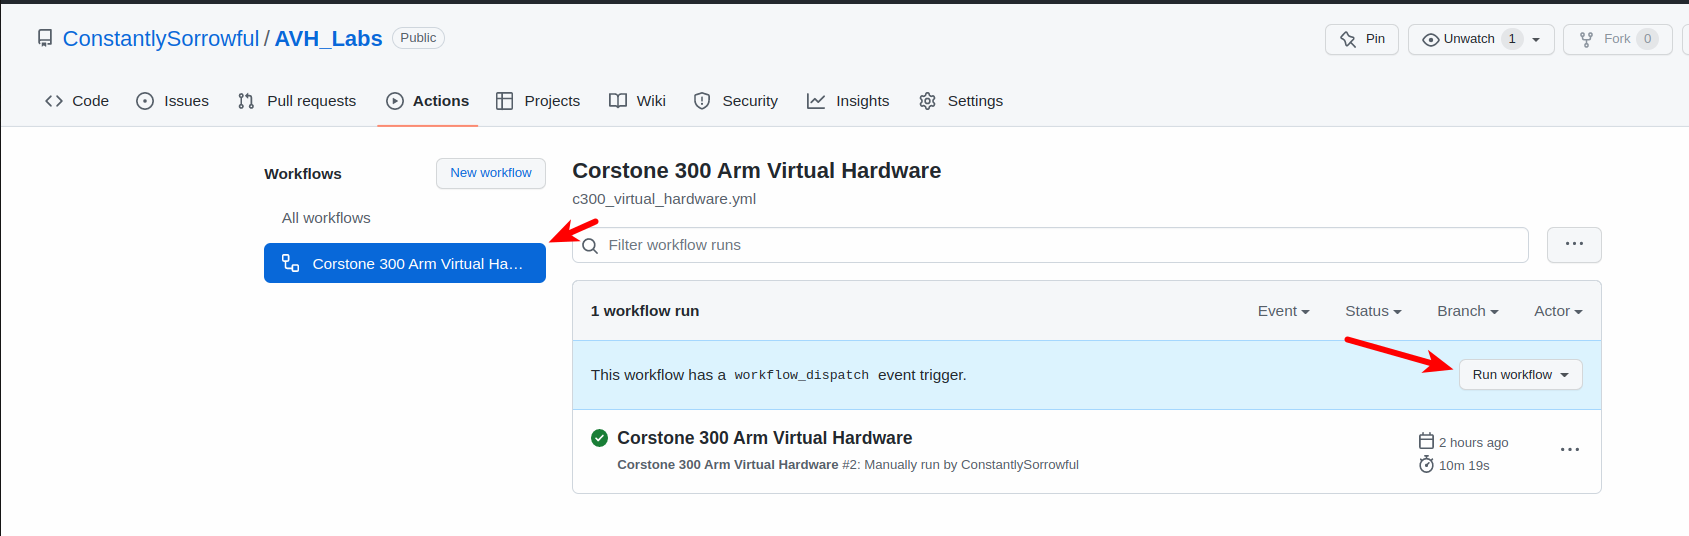 ConstantlySorrowful / AVH_Labs Public
Pin Unwatch 1 Fork 0
Code Issues Pull requests Actions Projects Wiki Security Insights Settings
Workflows New workflow
All workflows
Corstone 300 Arm Virtual Ha...
Corstone 300 Arm Virtual Hardware
c300_virtual_hardware.yml
Filter workflow runs
1 workflow run Event Status Branch Actor
This workflow has a workflow_dispatch event trigger. Run workflow
Corstone 300 Arm Virtual Hardware 2 hours ago
Corstone 300 Arm Virtual Hardware #2: Manually run by ConstantlySorrowful 10m 19s